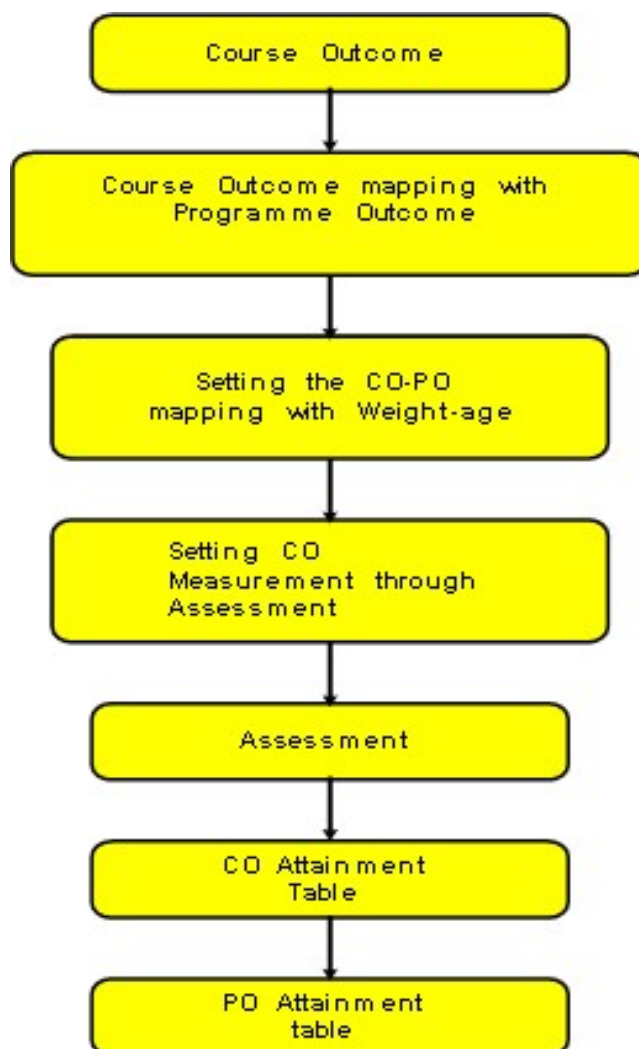 Course Outcome
Course Outcome mapping with
Programme Outcome
Setting the CO-PO
mapping with Weight-age
Setting CO
Measurement through
Assessment
Assessment
CO Attainment
Table
PO Attainment
table